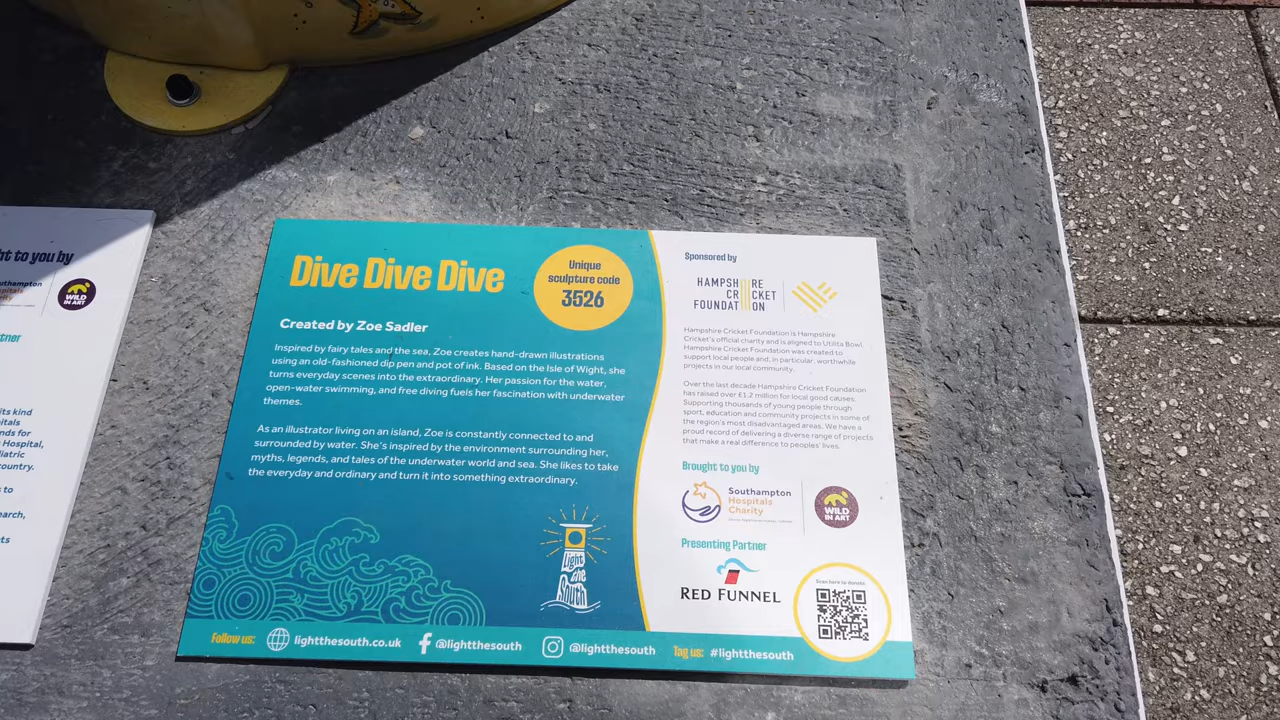 ht to you by
outhampton
spitals
rity
WILD
IN ART
rtner
its kind
itals
nds for
Hospital,
liatric
country.
s to
earch,
nts
Dive Dive Dive
Unique
sculpture code
3526
Created by Zoe Sadler
Inspired by fairy tales and the sea, Zoe creates hand-drawn illustrations
using an old-fashioned dip pen and pot of ink. Based on the Isle of Wight, she
turns everyday scenes into the extraordinary. Her passion for the water,
open-water swimming, and free diving fuels her fascination with underwater
themes.
As an illustrator living on an island, Zoe is constantly connected to and
surrounded by water. She's inspired by the environment surrounding her,
myths, legends, and tales of the underwater world and sea. She likes to take
the everyday and ordinary and turn it into something extraordinary.
Light
the
South
Sponsored by
HAMPSHIRE
CRICKET
FOUNDATION
Hampshire Cricket Foundation is Hampshire
Cricket's official charity and is aligned to Utilita Bowl.
Hampshire Cricket Foundation was created to
support local people and, in particular, worthwhile
projects in our local community.
Over the last decade Hampshire Cricket Foundation
has raised over £1.2 million for local good causes.
Supporting thousands of young people through
sport, education and community projects in some of
the region's most disadvantaged areas. We have a
proud record of delivering a diverse range of projects
that make a real difference to peoples' lives.
Brought to you by
Southampton
Hospitals
Charity
WILD
IN ART
Presenting Partner
RED FUNNEL
Scan here to donate
Follow us: lightthesouth.co.uk @lightthesouth @lightthesouth Tag us: #lightthesouth